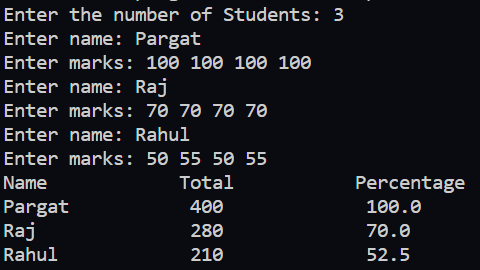 Enter the number of Students: 3
Enter name: Pargat
Enter marks: 100 100 100 100
Enter name: Raj
Enter marks: 70 70 70 70
Enter name: Rahul
Enter marks: 50 55 50 55
Name Total Percentage
Pargat 400 100.0
Raj 280 70.0
Rahul 210 52.5